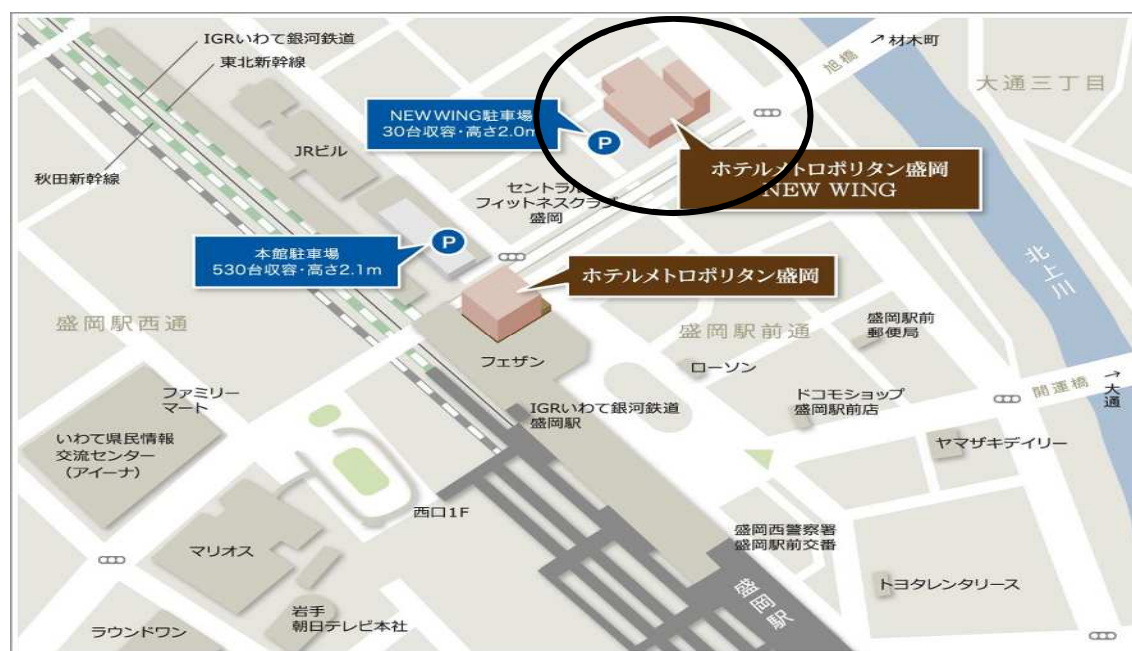 IGRいわて銀河鉄道
東北新幹線
秋田新幹線
JRビル
NEW WING駐車場
30台収容・高さ2.0m
P
旭橋
↗材木町
大通三丁目
ホテルメトロポリタン盛岡
NEW WING
セントラル
フィットネスクラブ
盛岡
本館駐車場
530台収容・高さ2.1m
P
ホテルメトロポリタン盛岡
北上川
盛岡駅西通
盛岡駅前通
盛岡駅前
郵便局
フェザン
ローソン
ファミリー
マート
IGRいわて銀河鉄道
盛岡駅
ドコモショップ
盛岡駅前店
開運橋
→
大通
いわて県民情報
交流センター
(アイーナ)
ヤマザキデイリー
西口1F
マリオス
盛岡西警察署
盛岡駅前交番
盛岡駅
トヨタレンタリース
岩手
朝日テレビ本社
ラウンドワン